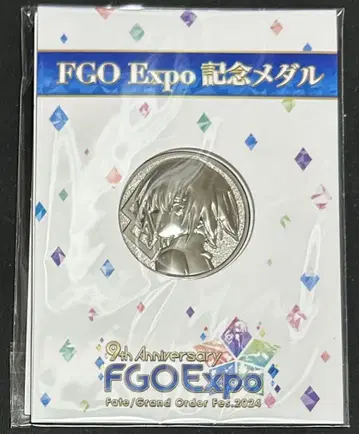 FGO Expo 記念メダル
9th Anniversary
FGO Expo
Fate/Grand Order Fes.2024